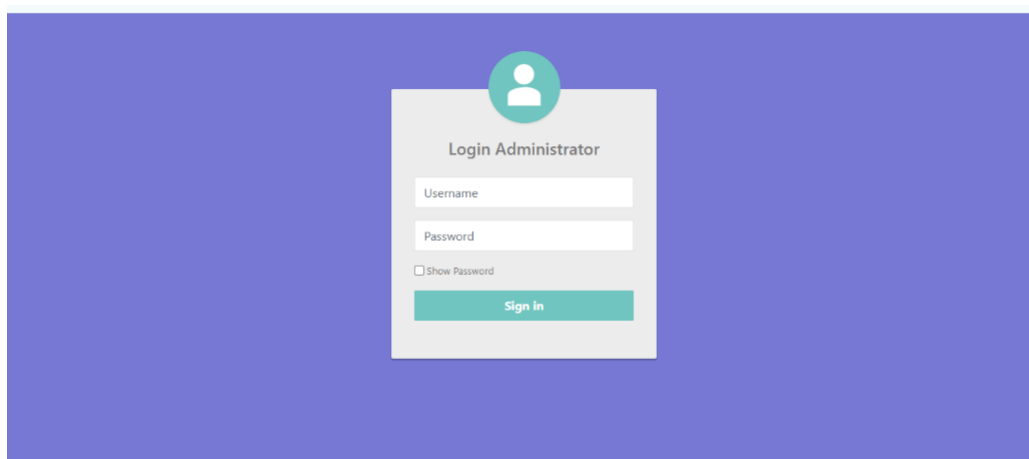 Login Administrator
Username
Password
Show Password
Sign in